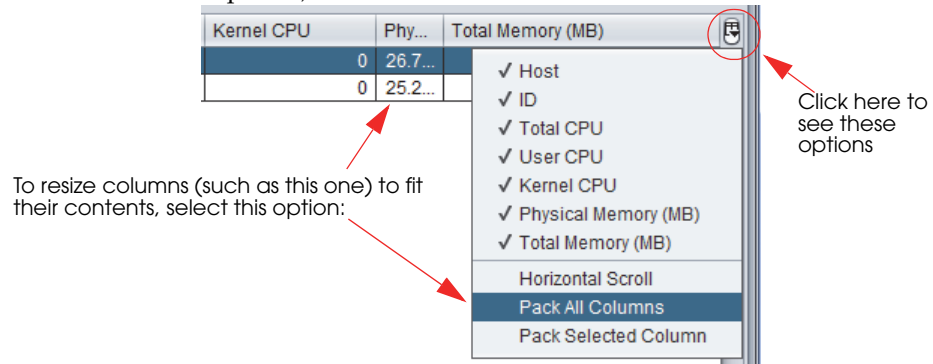 Kernel CPU Phy... Total Memory (MB)
0 26.7...
0 25.2...
✓ Host
✓ ID
✓ Total CPU
✓ User CPU
✓ Kernel CPU
✓ Physical Memory (MB)
✓ Total Memory (MB)
Horizontal Scroll
Pack All Columns
Pack Selected Column
Click here to
see these
options
To resize columns (such as this one) to fit
their contents, select this option: